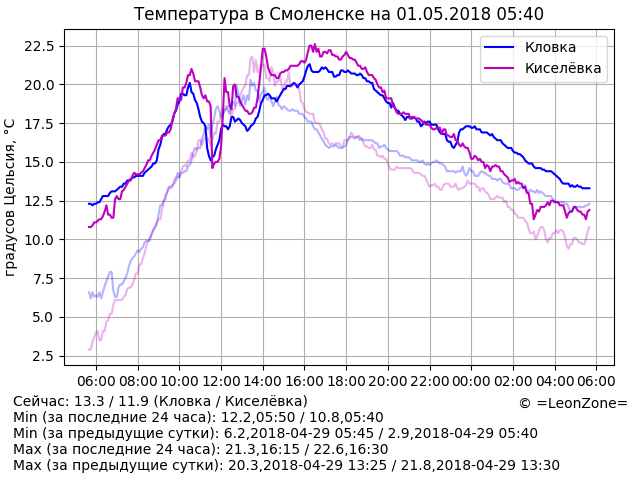 Температура в Смоленске на 01.05.2018 05:40
градусов Цельсия, °C
22.5
20.0
17.5
15.0
12.5
10.0
7.5
5.0
2.5
Кловка
Киселёвка
06:00 08:00 10:00 12:00 14:00 16:00 18:00 20:00 22:00 00:00 02:00 04:00 06:00
© =LeonZone=
Сейчас: 13.3 / 11.9 (Кловка / Киселёвка)
Min (за последние 24 часа): 12.2,05:50 / 10.8,05:40
Min (за предыдущие сутки): 6.2,2018-04-29 05:45 / 2.9,2018-04-29 05:40
Max (за последние 24 часа): 21.3,16:15 / 22.6,16:30
Max (за предыдущие сутки): 20.3,2018-04-29 13:25 / 21.8,2018-04-29 13:30